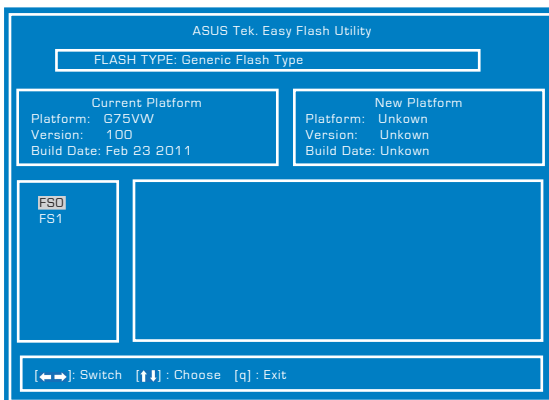 ASUS Tek. Easy Flash Utility
FLASH TYPE: Generic Flash Type
Current Platform
Platform: G75VW
Version: 100
Build Date: Feb 23 2011
New Platform
Platform: Unkown
Version: Unkown
Build Date: Unkown
FS0
FS1
[←→]: Switch [↑↓] : Choose [q] : Exit